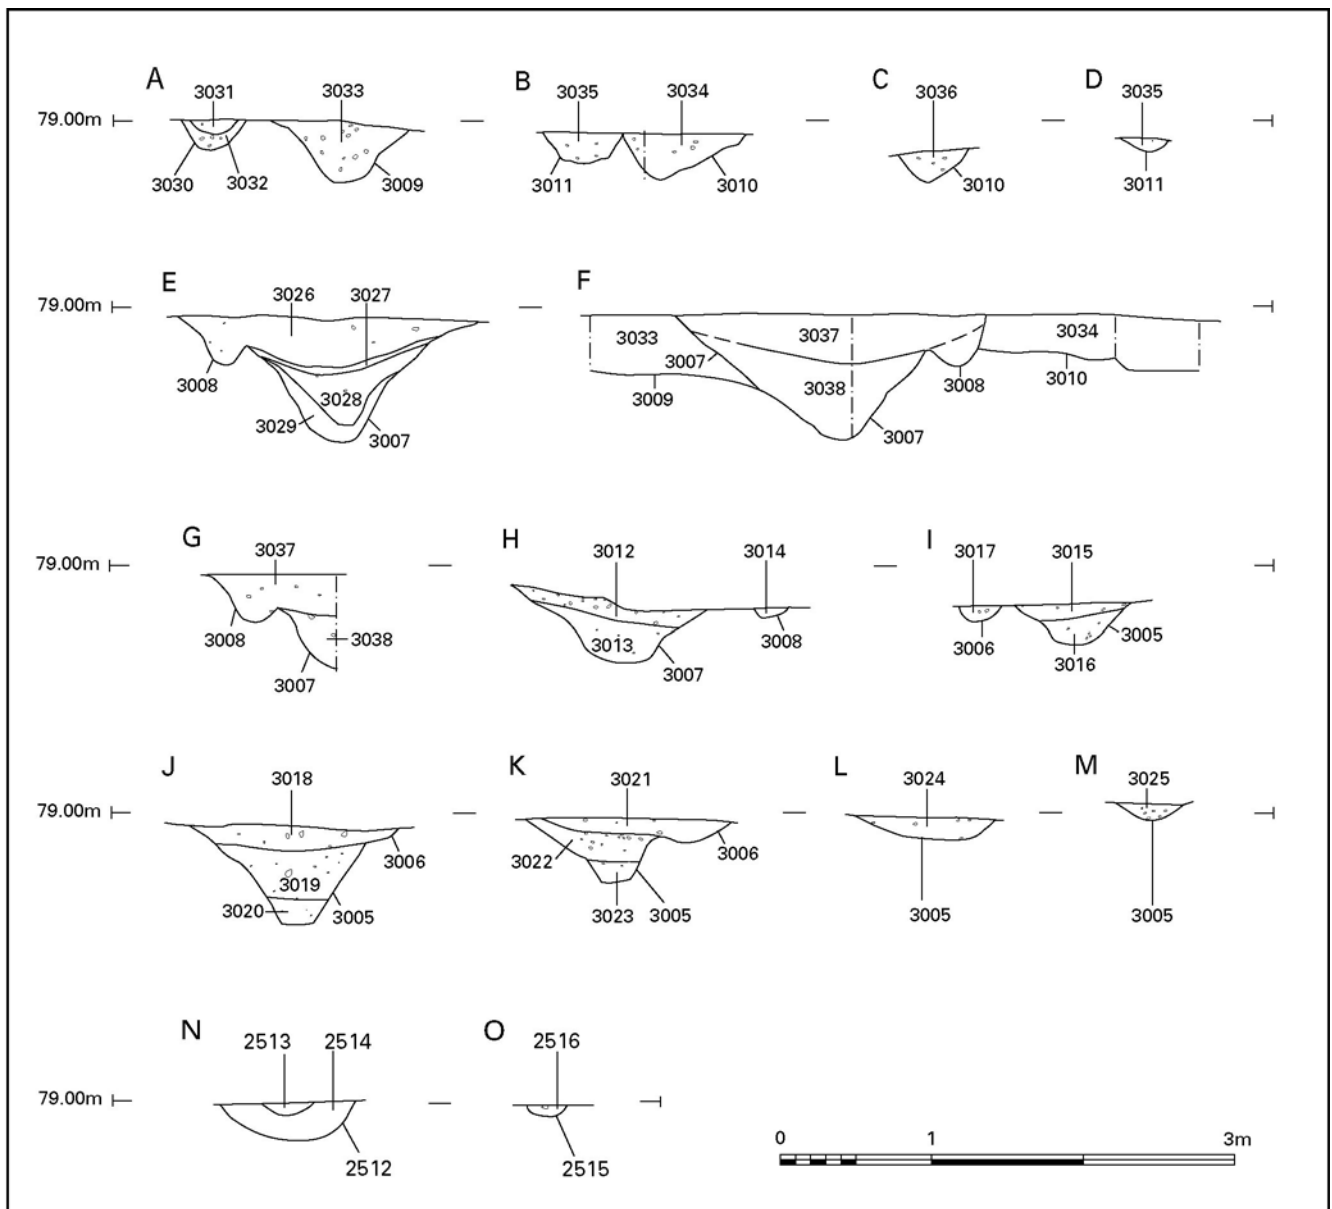 A B C D
3031 3033 3035 3034 3036 3035
79.00m
3030 3032 3009 3011 3010 3010 3011
E F
3026 3027
79.00m
3033 3037 3034
3008 3007 3008 3010
3028 3038 3009
3029 3007 3007
G H I
3037 3012 3014 3017 3015
79.00m
3008 3038 3013 3008 3006 3005
3007 3007 3016
J K L M
3018 3021 3024 3025
79.00m
3022 3006 3006
3019
3020 3005 3023 3005 3005 3005
N O
2513 2514 2516
79.00m
2512 2515
0 1 3m